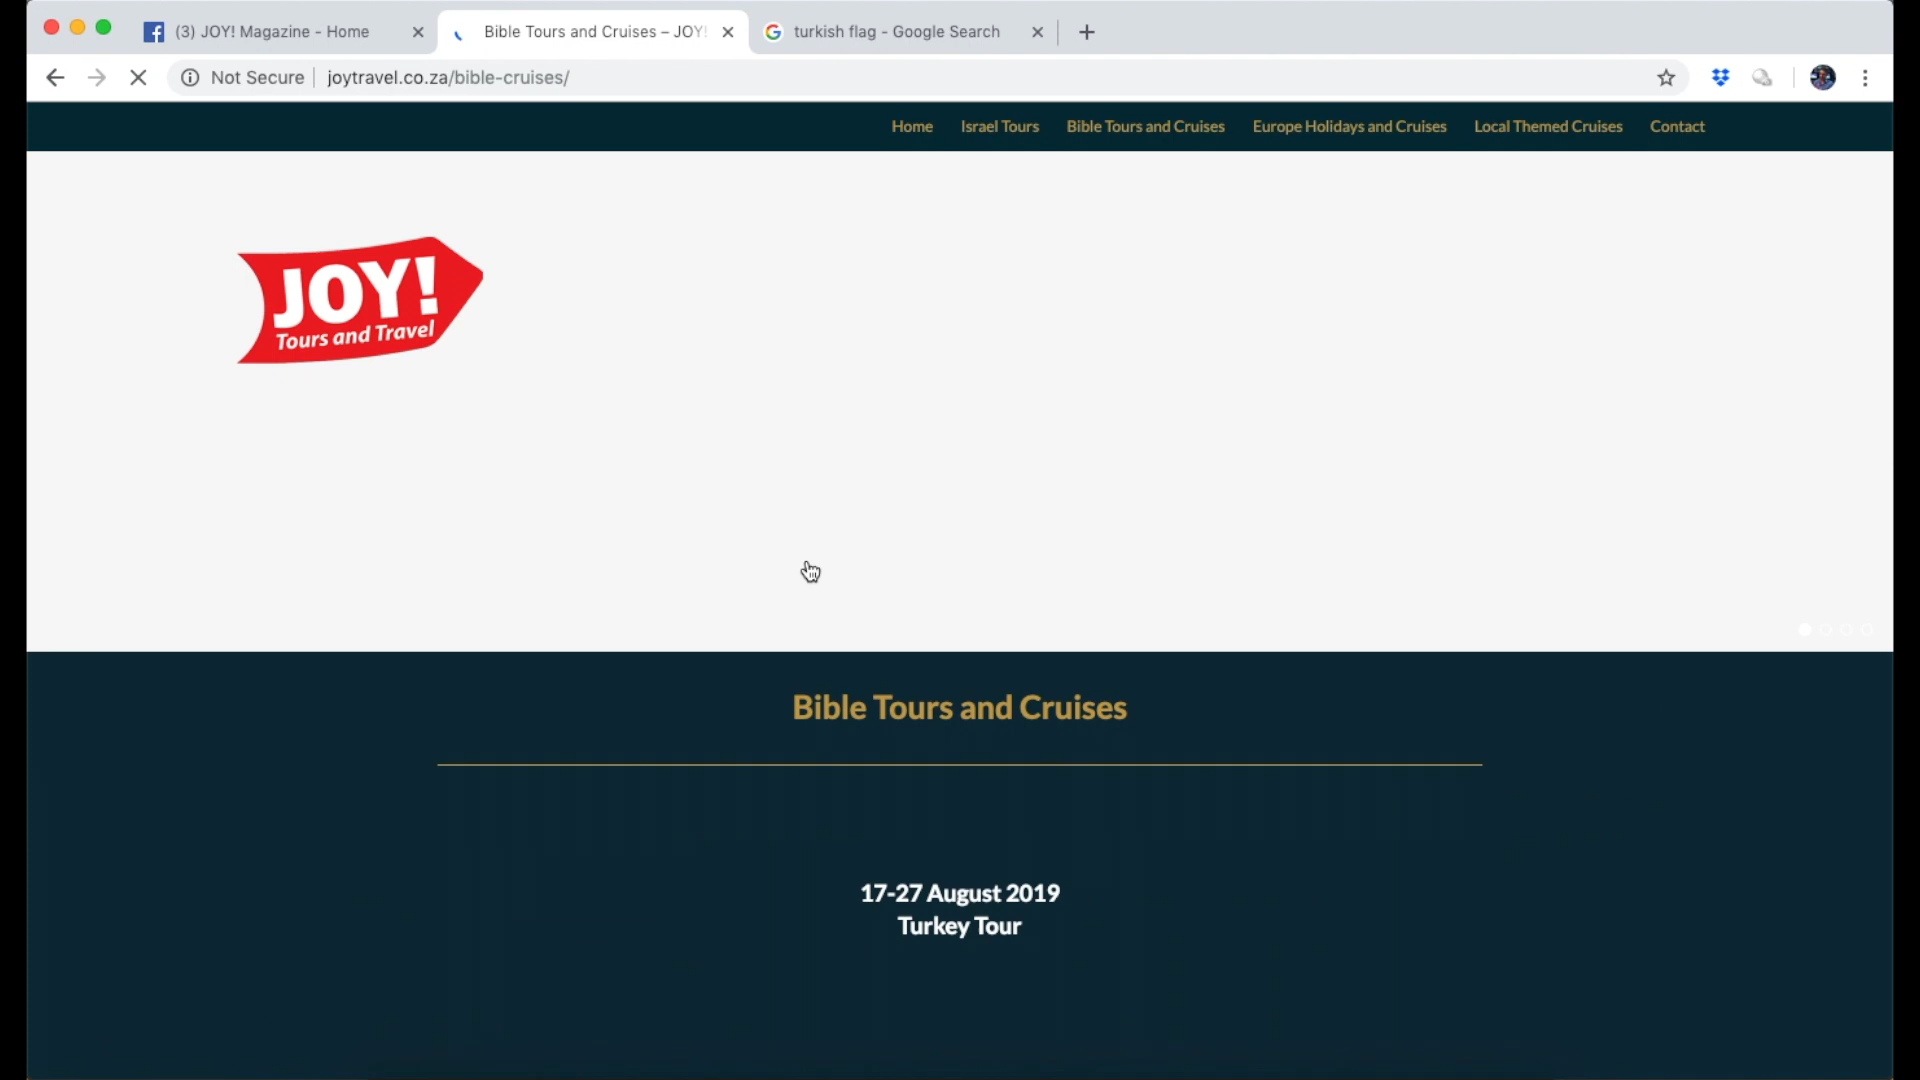 (3) JOY! Magazine - Home
Bible Tours and Cruises – JOY!
turkish flag - Google Search
Not Secure
joytravel.co.za/bible-cruises/
Home
Israel Tours
Bible Tours and Cruises
Europe Holidays and Cruises
Local Themed Cruises
Contact
JOY!
Tours and Travel
Bible Tours and Cruises
17-27 August 2019
Turkey Tour